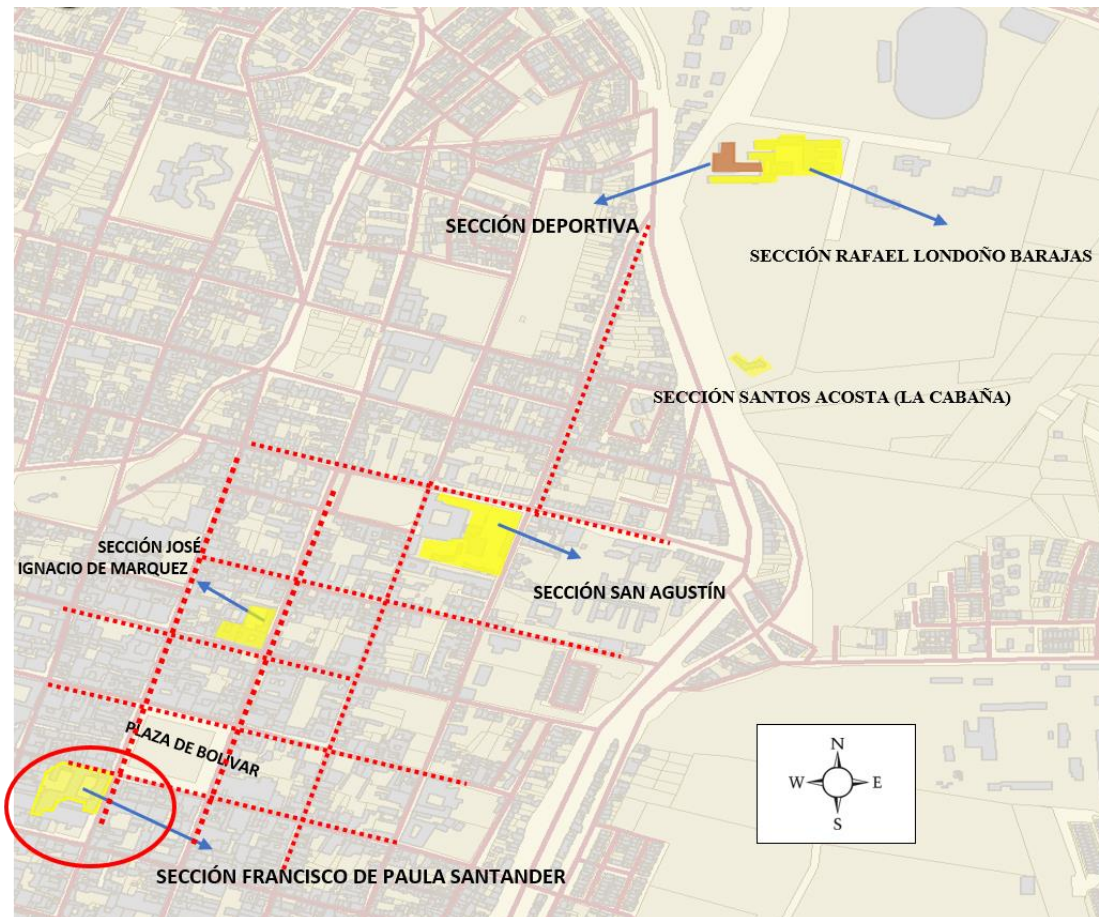 SECCIÓN DEPORTIVA
SECCIÓN RAFAEL LONDOÑO BARAJAS
SECCIÓN SANTOS ACOSTA (LA CABAÑA)
SECCIÓN JOSÉ
IGNACIO DE MARQUEZ
SECCIÓN SAN AGUSTÍN
PLAZA DE BOLIVAR
N
W E
S
SECCIÓN FRANCISCO DE PAULA SANTANDER